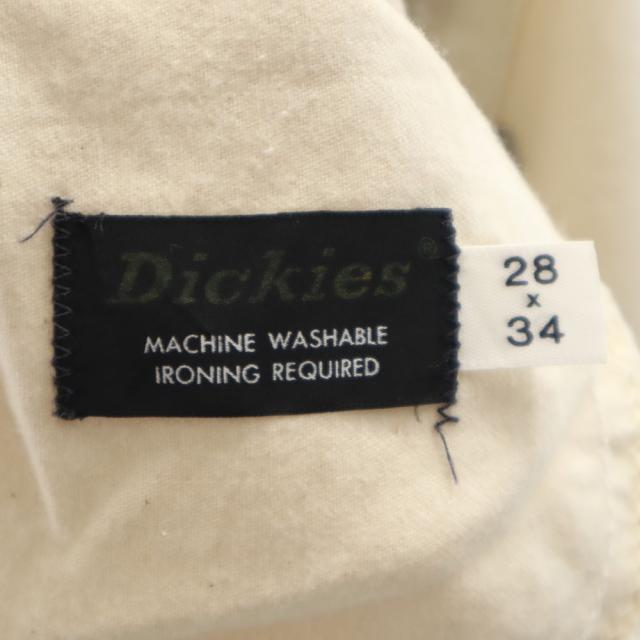 Dickies®
MACHINE WASHABLE
IRONING REQUIRED
28
x
34